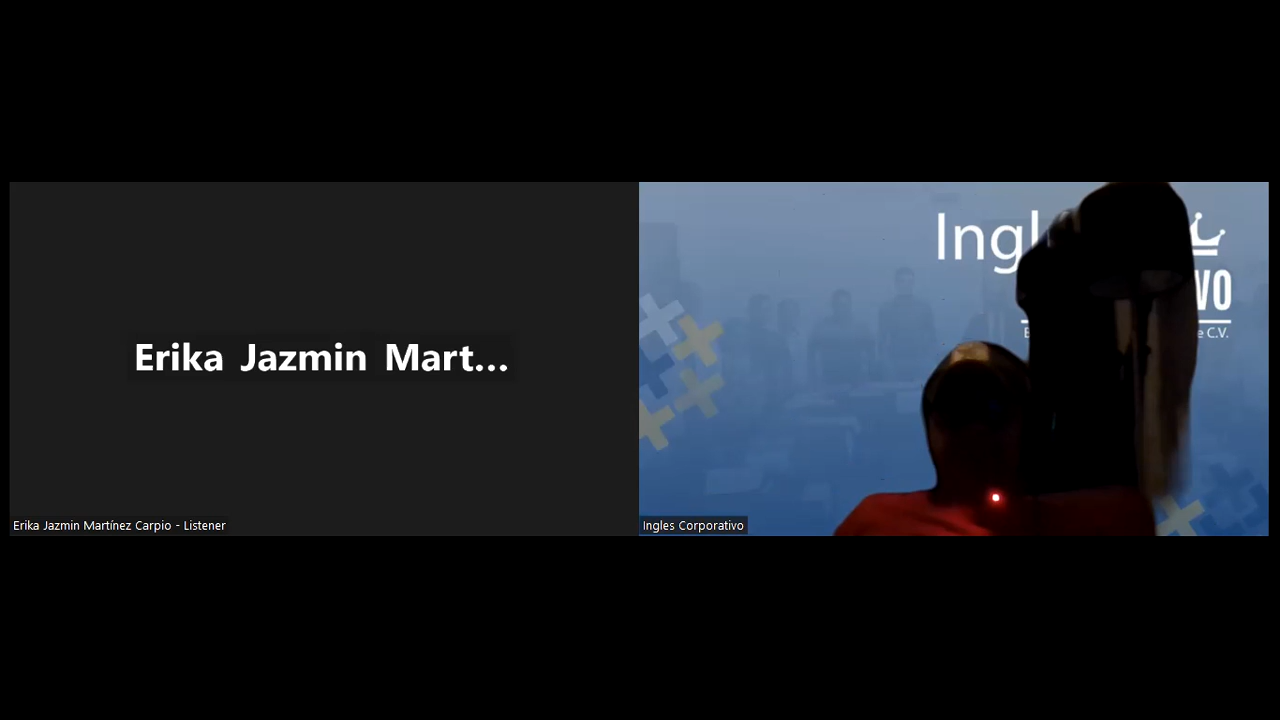 Erika Jazmin Mart...
Erika Jazmin Martínez Carpio - Listener
Ingl
VO
e C.V.
Ingles Corporativo